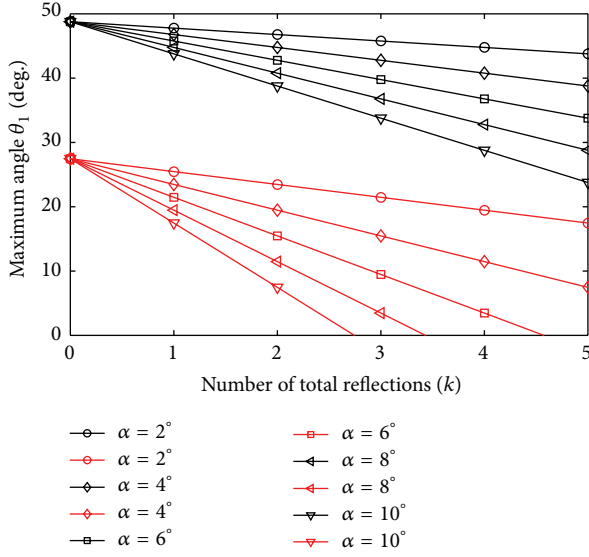 50
40
30
20
10
0
Maximum angle θ₁ (deg.)
0 1 2 3 4 5
Number of total reflections (k)
α = 2° α = 6°
α = 2° α = 8°
α = 4° α = 8°
α = 4° α = 10°
α = 6° α = 10°